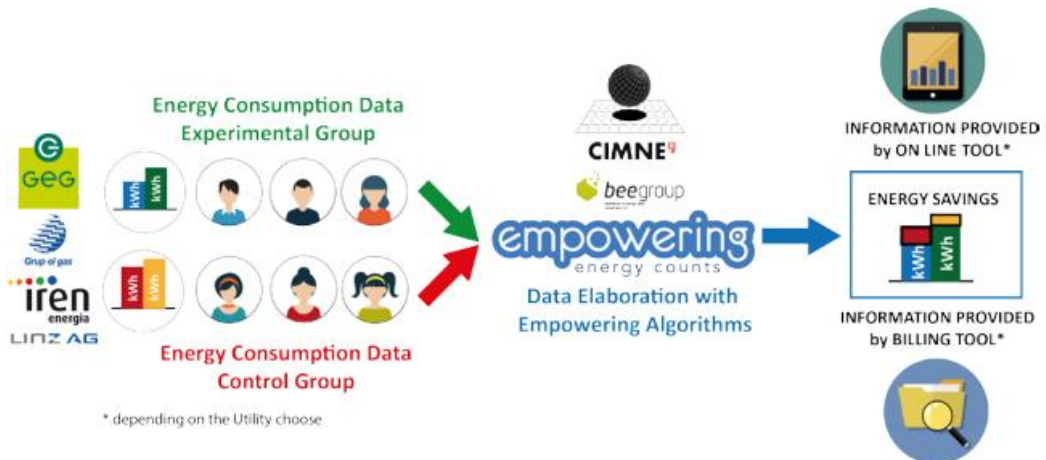 Energy Consumption Data
Experimental Group
GEG
kWh
kWh
Grup el gas
iren
energia
LINZ AG
kWh
kWh
Energy Consumption Data
Control Group
* depending on the Utility choose
CIMNE
beegroup
empowering
energy counts
Data Elaboration with
Empowering Algorithms
INFORMATION PROVIDED
by ON LINE TOOL*
ENERGY SAVINGS
kWh
kWh
INFORMATION PROVIDED
by BILLING TOOL*